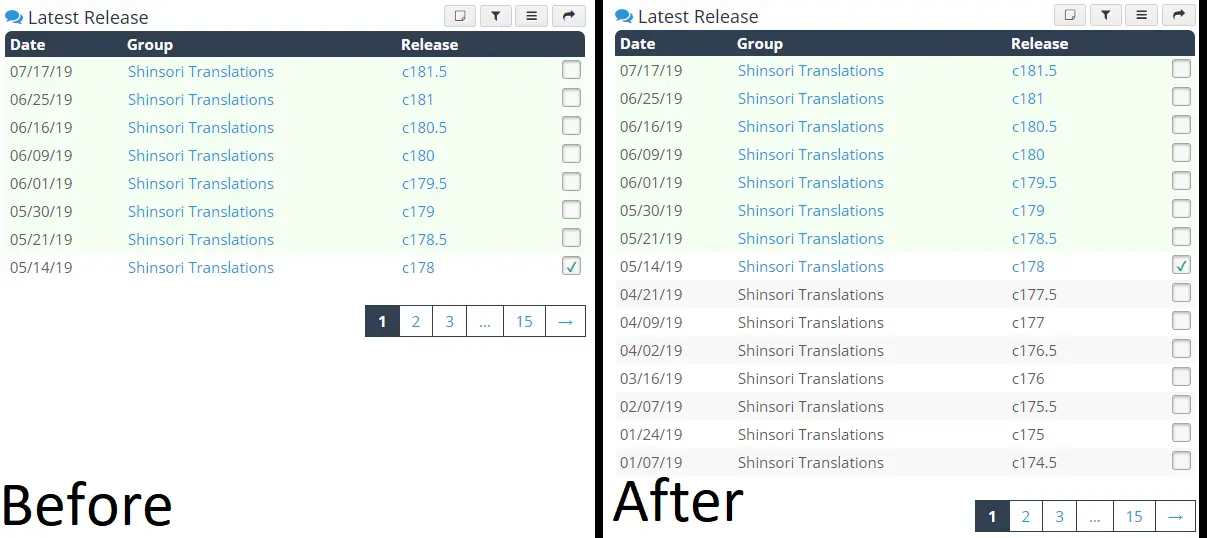 Latest Release
Date Group Release
07/17/19 Shinsori Translations c181.5
06/25/19 Shinsori Translations c181
06/16/19 Shinsori Translations c180.5
06/09/19 Shinsori Translations c180
06/01/19 Shinsori Translations c179.5
05/30/19 Shinsori Translations c179
05/21/19 Shinsori Translations c178.5
05/14/19 Shinsori Translations c178
1 2 3 ... 15 →
Before
Latest Release
Date Group Release
07/17/19 Shinsori Translations c181.5
06/25/19 Shinsori Translations c181
06/16/19 Shinsori Translations c180.5
06/09/19 Shinsori Translations c180
06/01/19 Shinsori Translations c179.5
05/30/19 Shinsori Translations c179
05/21/19 Shinsori Translations c178.5
05/14/19 Shinsori Translations c178
04/21/19 Shinsori Translations c177.5
04/09/19 Shinsori Translations c177
04/02/19 Shinsori Translations c176.5
03/16/19 Shinsori Translations c176
02/07/19 Shinsori Translations c175.5
01/24/19 Shinsori Translations c175
01/07/19 Shinsori Translations c174.5
After
1 2 3 ... 15 →